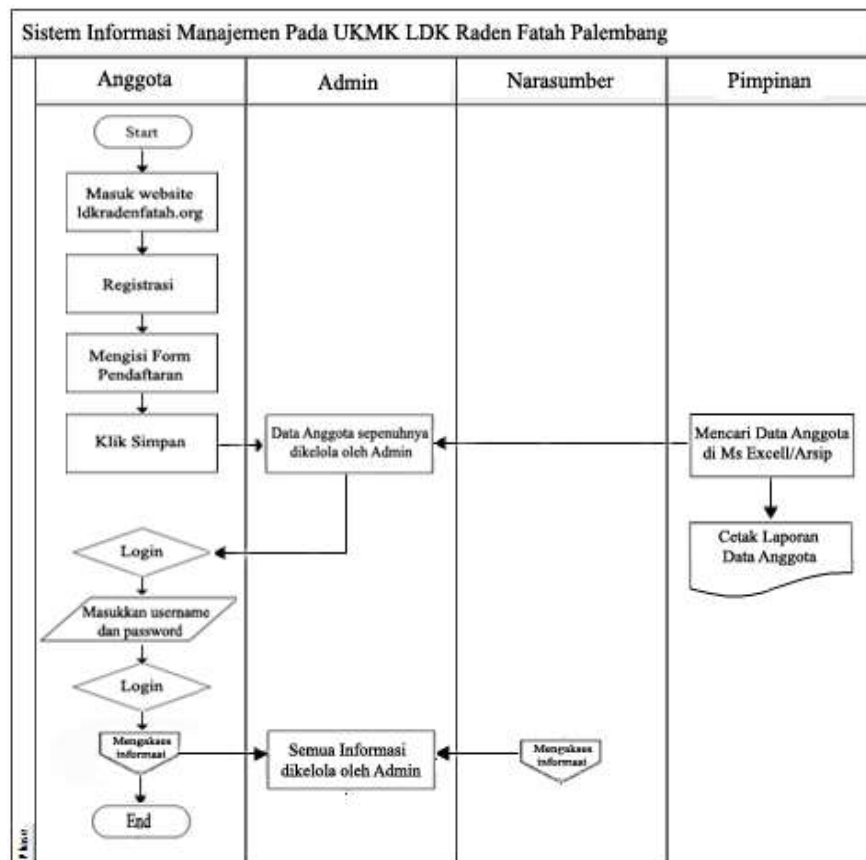 Sistem Informasi Manajemen Pada UKMK LDK Raden Fatah Palembang
Anggota
Admin
Narasumber
Pimpinan
Start
Masuk website
ldkradenfatah.org
Registrasi
Mengisi Form
Pendaftaran
Klik Simpan
Data Anggota sepenuhnya
dikelola oleh Admin
Mencari Data Anggota
di Ms Excell/Arsip
Cetak Laporan
Data Anggota
Login
Masukkan username
dan password
Login
Mengakses
informasi
Semua Informasi
dikelola oleh Admin
Mengakses
informasi
End
Phase